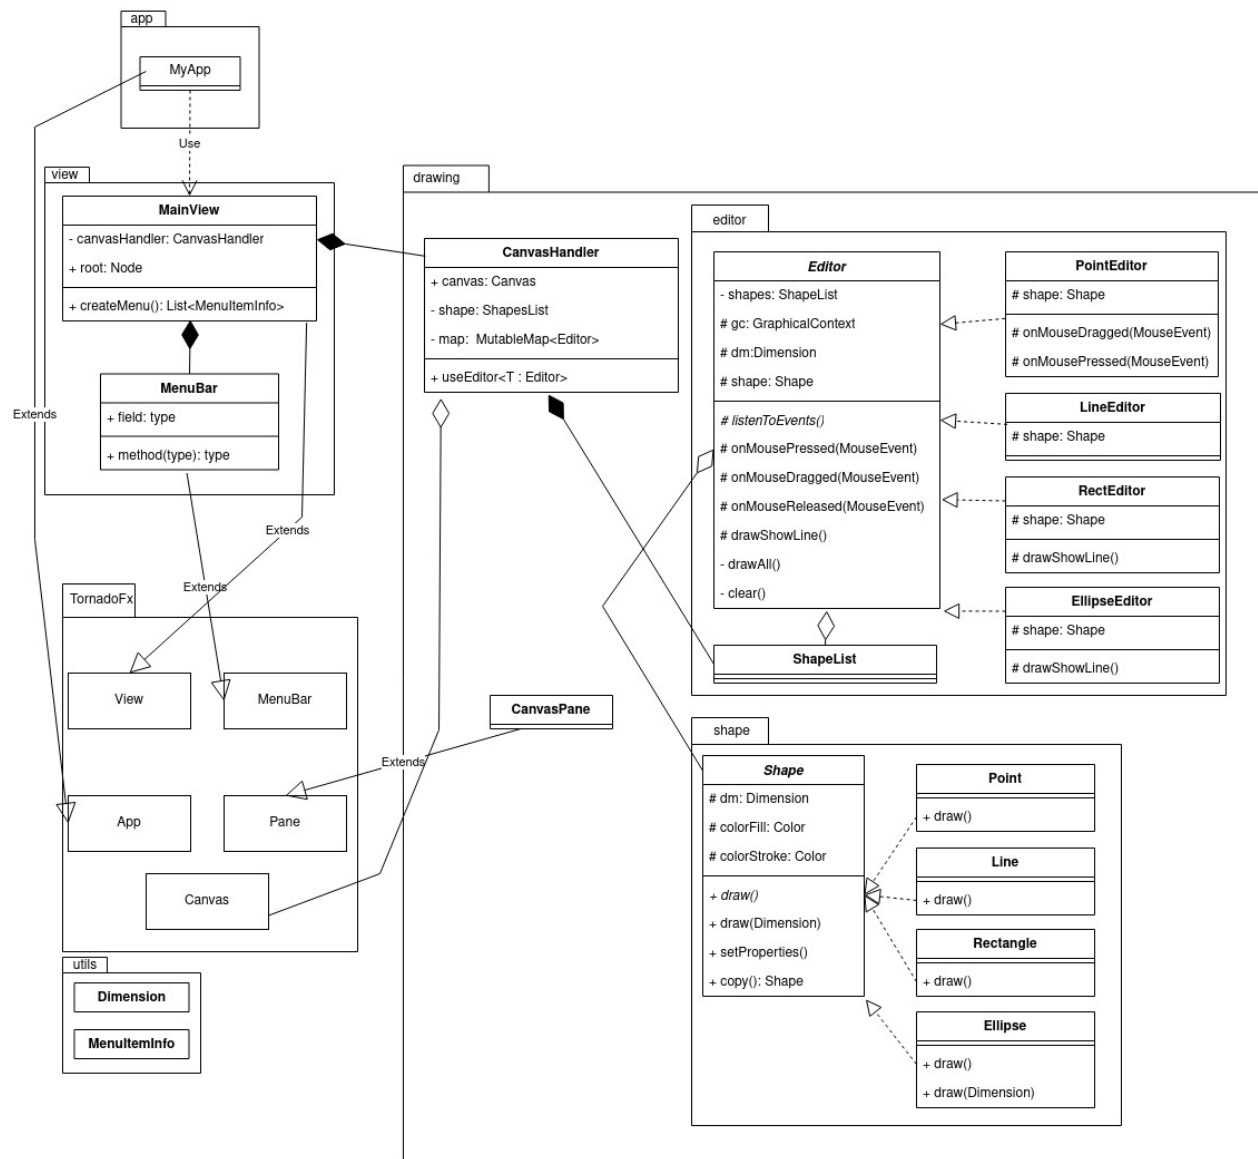 app
MyApp
Use
view
MainView
- canvasHandler: CanvasHandler
+ root: Node
+ createMenu(): List<MenuItemInfo>
MenuBar
+ field: type
+ method(type): type
Extends
Extends
Extends
TornadoFx
View
MenuBar
App
Pane
Canvas
Extends
utils
Dimension
MenuItemInfo
drawing
CanvasHandler
+ canvas: Canvas
- shape: ShapesList
- map:  MutableMap<Editor>
+ useEditor<T : Editor>
CanvasPane
editor
Editor
- shapes: ShapeList
# gc: GraphicalContext
# dm:Dimension
# shape: Shape
# listenToEvents()
# onMousePressed(MouseEvent)
# onMouseDragged(MouseEvent)
# onMouseReleased(MouseEvent)
# drawShowLine()
- drawAll()
- clear()
ShapeList
PointEditor
# shape: Shape
# onMouseDragged(MouseEvent)
# onMousePressed(MouseEvent)
LineEditor
# shape: Shape
RectEditor
# shape: Shape
# drawShowLine()
EllipseEditor
# shape: Shape
# drawShowLine()
shape
Shape
# dm: Dimension
# colorFill: Color
# colorStroke: Color
+ draw()
+ draw(Dimension)
+ setProperties()
+ copy(): Shape
Point
+ draw()
Line
+ draw()
Rectangle
+ draw()
Ellipse
+ draw()
+ draw(Dimension)